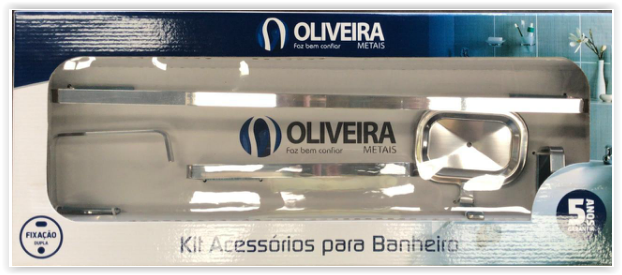 OLIVEIRA
Faz bem confiar METAIS
OLIVEIRA
Faz bem confiar METAIS
5 ANOS
GARANTIA
FIXAÇÃO
DUPLA
Kit Acessórios para Banheiro